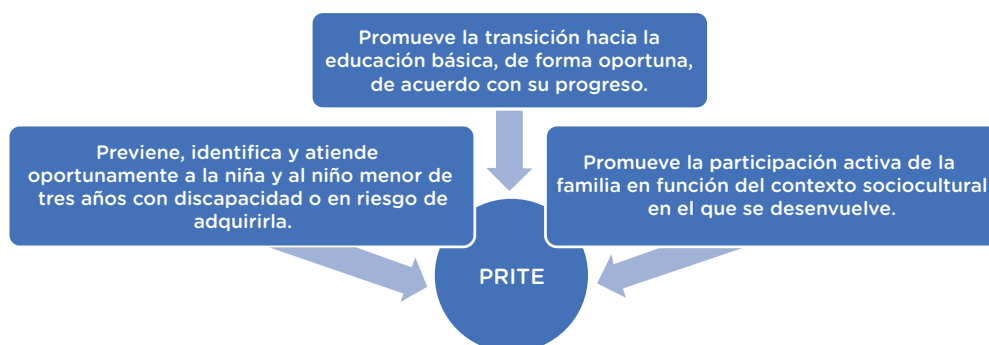 Promueve la transición hacia la
educación básica, de forma oportuna,
de acuerdo con su progreso.
Previene, identifica y atiende
oportunamente a la niña y al niño menor de
tres años con discapacidad o en riesgo de
adquirirla.
Promueve la participación activa de la
familia en función del contexto sociocultural
en el que se desenvuelve.
PRITE